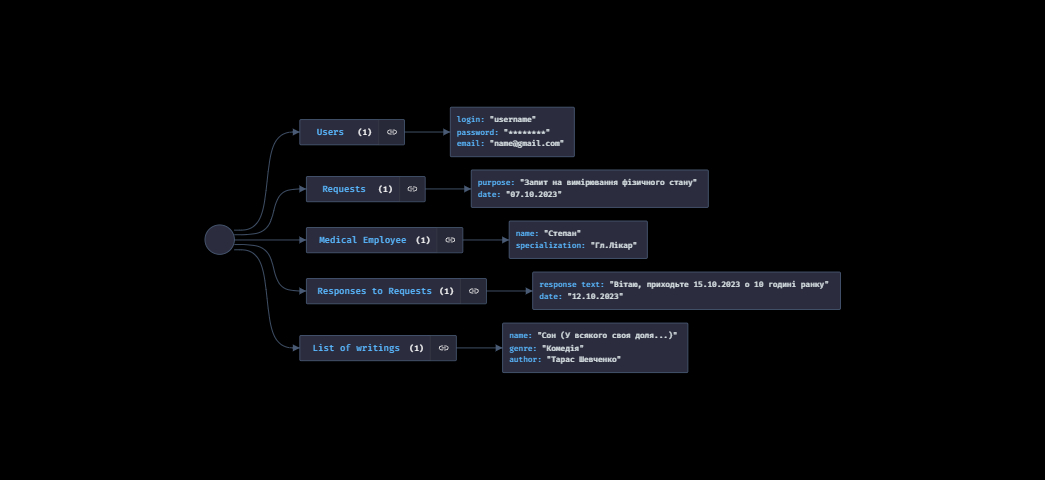 Users (1)
login: "username"
password: "********"
email: "name@gmail.com"
Requests (1)
purpose: "Запит на вимірювання фізичного стану"
date: "07.10.2023"
Medical Employee (1)
name: "Степан"
specialization: "Гл.Лікар"
Responses to Requests (1)
response text: "Вітаю, приходьте 15.10.2023 о 10 годині ранку"
date: "12.10.2023"
List of writings (1)
name: "Сон (У всякого своя доля...)"
genre: "Комедія"
author: "Тарас Шевченко"